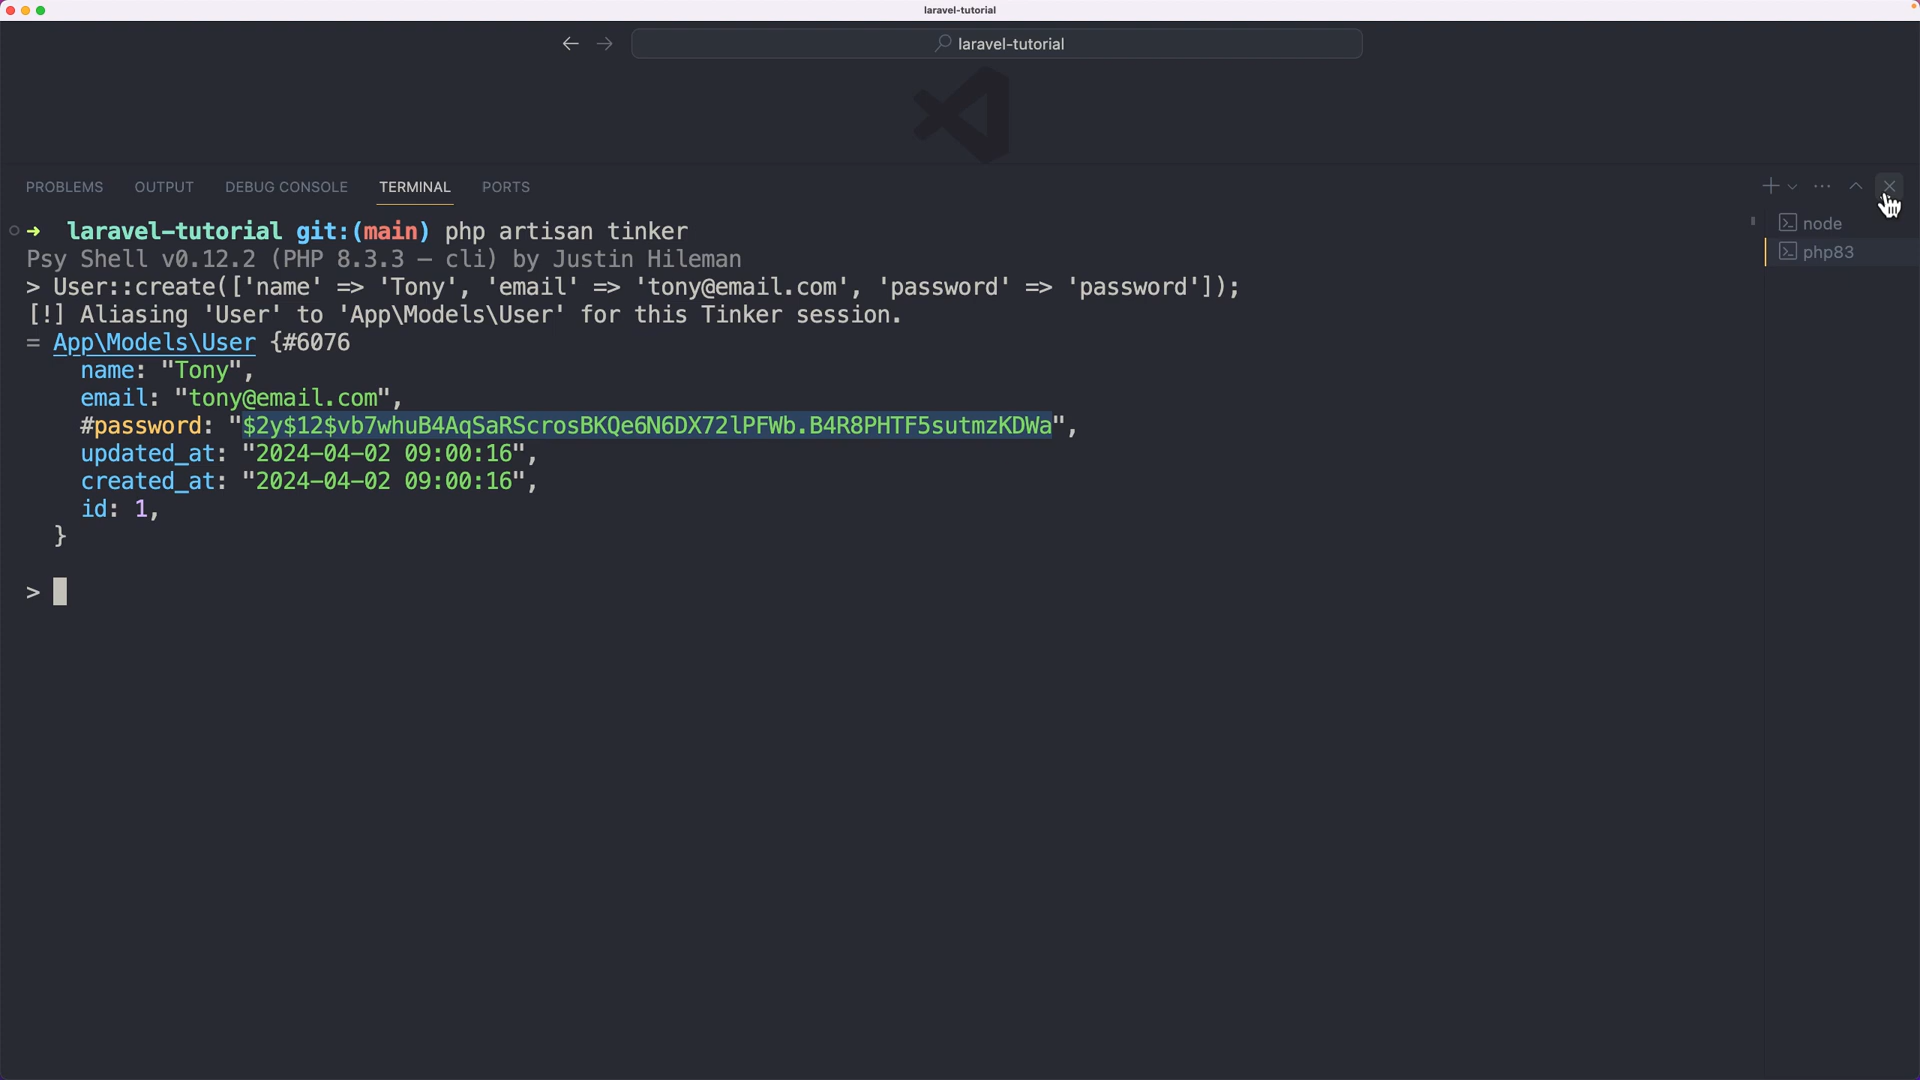 laravel-tutorial
laravel-tutorial
PROBLEMS OUTPUT DEBUG CONSOLE TERMINAL PORTS
node
php83
➜ laravel-tutorial git:(main) php artisan tinker
Psy Shell v0.12.2 (PHP 8.3.3 — cli) by Justin Hileman
> User::create(['name' => 'Tony', 'email' => 'tony@email.com', 'password' => 'password']);
[!] Aliasing 'User' to 'App\Models\User' for this Tinker session.
= App\Models\User {#6076
name: "Tony",
email: "tony@email.com",
#password: "$2y$12$vb7whuB4AqSaRScrosBKQe6N6DX72lPFWb.B4R8PHTF5sutmzKDWa",
updated_at: "2024-04-02 09:00:16",
created_at: "2024-04-02 09:00:16",
id: 1,
}
>